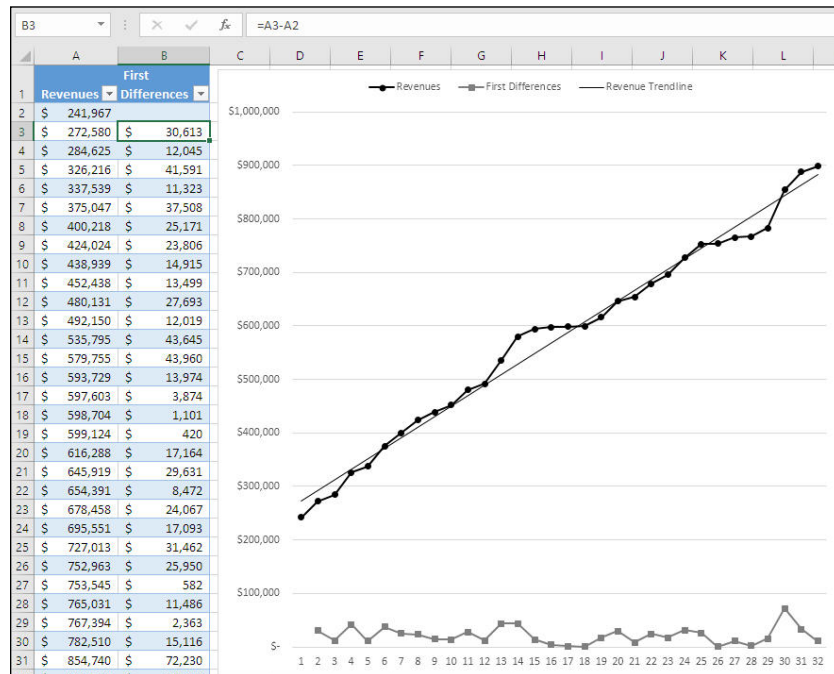 B3 fx =A3-A2
A B C D E F G H I J K L
First
1 Revenues Differences
2 $ 241,967
3 $ 272,580 $ 30,613
4 $ 284,625 $ 12,045
5 $ 326,216 $ 41,591
6 $ 337,539 $ 11,323
7 $ 375,047 $ 37,508
8 $ 400,218 $ 25,171
9 $ 424,024 $ 23,806
10 $ 438,939 $ 14,915
11 $ 452,438 $ 13,499
12 $ 480,131 $ 27,693
13 $ 492,150 $ 12,019
14 $ 535,795 $ 43,645
15 $ 579,755 $ 43,960
16 $ 593,729 $ 13,974
17 $ 597,603 $ 3,874
18 $ 598,704 $ 1,101
19 $ 599,124 $ 420
20 $ 616,288 $ 17,164
21 $ 645,919 $ 29,631
22 $ 654,391 $ 8,472
23 $ 678,458 $ 24,067
24 $ 695,551 $ 17,093
25 $ 727,013 $ 31,462
26 $ 752,963 $ 25,950
27 $ 753,545 $ 582
28 $ 765,031 $ 11,486
29 $ 767,394 $ 2,363
30 $ 782,510 $ 15,116
31 $ 854,740 $ 72,230
Revenues First Differences Revenue Trendline
$1,000,000
$900,000
$800,000
$700,000
$600,000
$500,000
$400,000
$300,000
$200,000
$100,000
$-
1 2 3 4 5 6 7 8 9 10 11 12 13 14 15 16 17 18 19 20 21 22 23 24 25 26 27 28 29 30 31 32